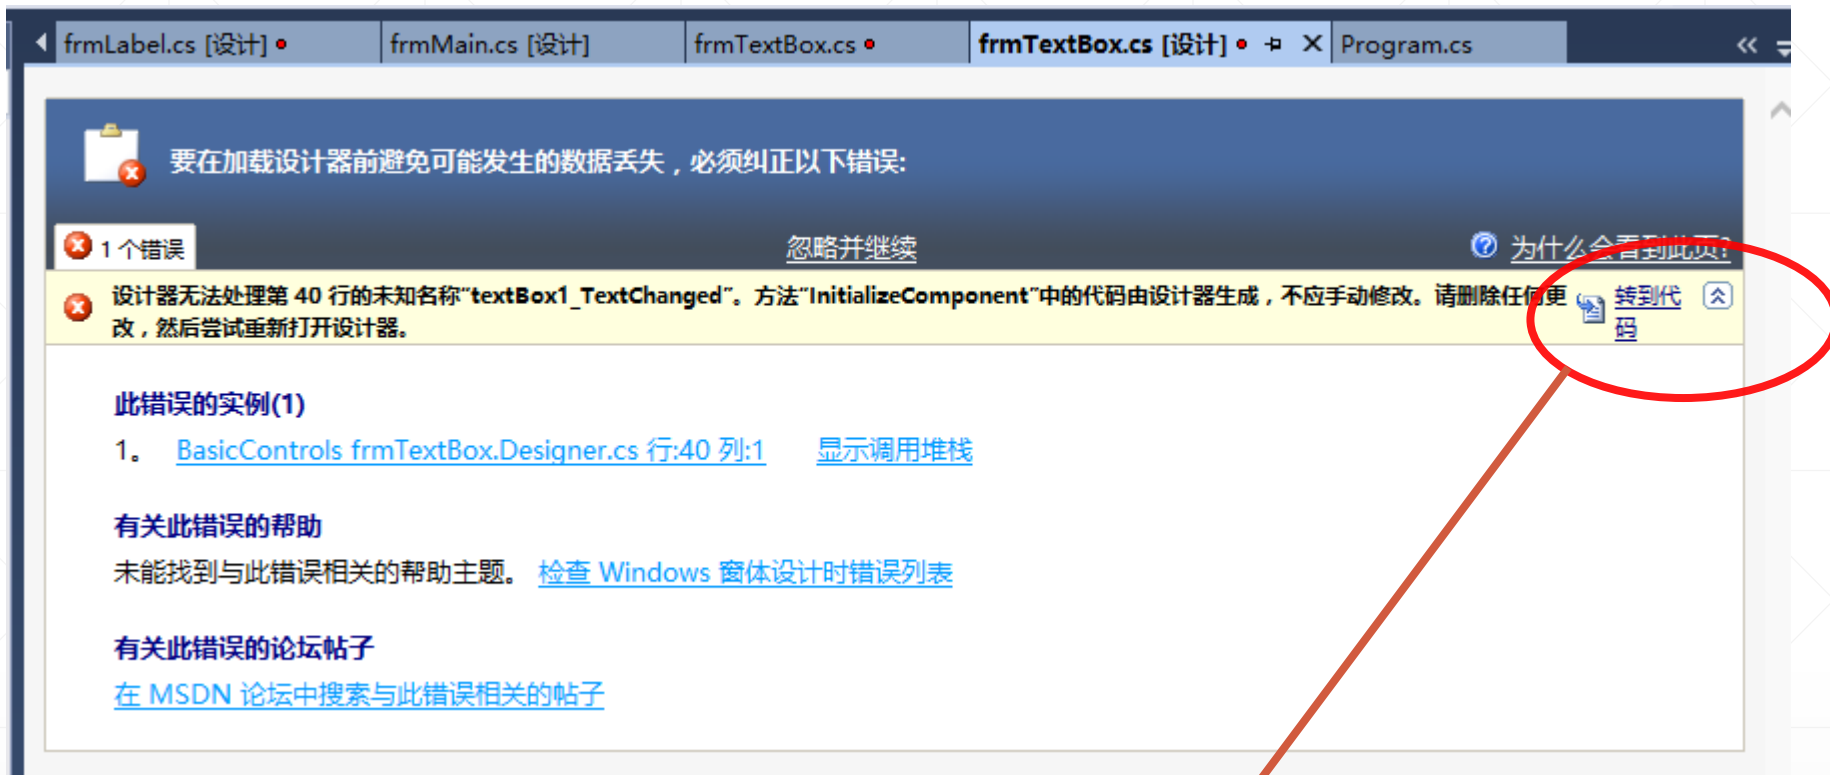 frmLabel.cs [设计] frmMain.cs [设计] frmTextBox.cs frmTextBox.cs [设计] Program.cs
要在加载设计器前避免可能发生的数据丢失，必须纠正以下错误:
1 个错误 忽略并继续 为什么会看到此页?
设计器无法处理第 40 行的未知名称“textBox1_TextChanged”。方法“InitializeComponent”中的代码由设计器生成，不应手动修改。请删除任何更
改，然后尝试重新打开设计器。
转到代
码
此错误的实例(1)
1。 BasicControls frmTextBox.Designer.cs 行:40 列:1 显示调用堆栈
有关此错误的帮助
未能找到与此错误相关的帮助主题。 检查 Windows 窗体设计时错误列表
有关此错误的论坛帖子
在 MSDN 论坛中搜索与此错误相关的帖子